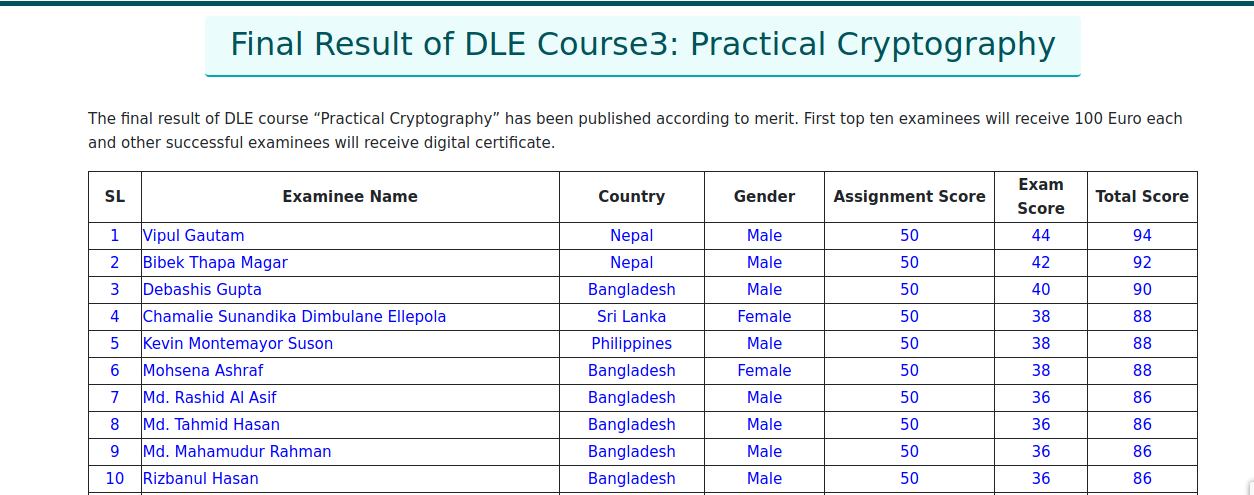 Final Result of DLE Course3: Practical Cryptography
The final result of DLE course “Practical Cryptography” has been published according to merit. First top ten examinees will receive 100 Euro each
and other successful examinees will receive digital certificate.
SL Examinee Name Country Gender Assignment Score Exam Score Total Score
1 Vipul Gautam Nepal Male 50 44 94
2 Bibek Thapa Magar Nepal Male 50 42 92
3 Debashis Gupta Bangladesh Male 50 40 90
4 Chamalie Sunandika Dimbulane Ellepola Sri Lanka Female 50 38 88
5 Kevin Montemayor Suson Philippines Male 50 38 88
6 Mohsena Ashraf Bangladesh Female 50 38 88
7 Md. Rashid Al Asif Bangladesh Male 50 36 86
8 Md. Tahmid Hasan Bangladesh Male 50 36 86
9 Md. Mahamudur Rahman Bangladesh Male 50 36 86
10 Rizbanul Hasan Bangladesh Male 50 36 86